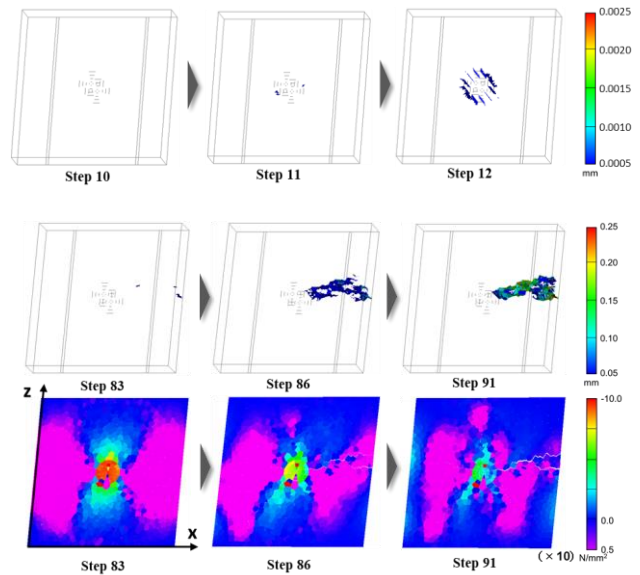 0.0025
0.0020
0.0015
0.0010
0.0005
mm
Step 10
Step 11
Step 12
0.25
0.20
0.15
0.10
0.05
mm
Step 83
Step 86
Step 91
Z
X
-10.0
0.0
0.5
(×10) N/mm²
Step 83
Step 86
Step 91